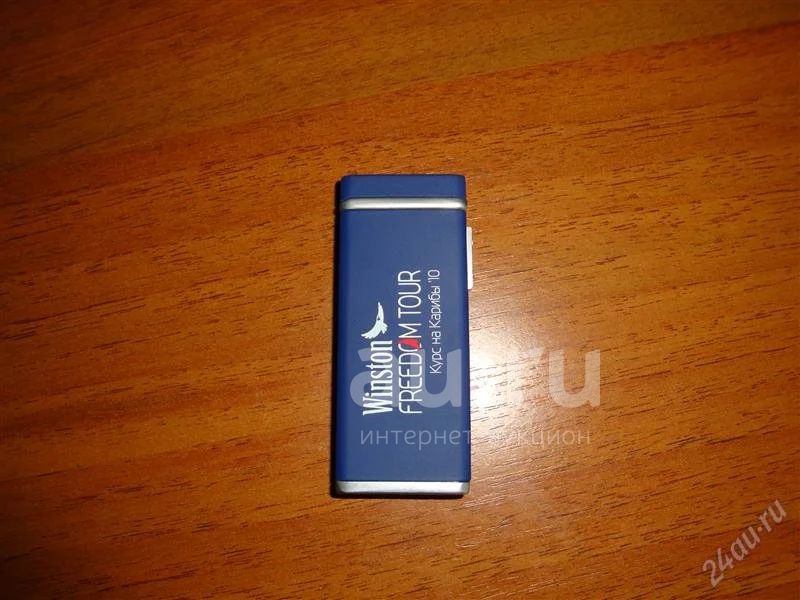 Winston
FREEDOM TOUR
Курс на Карибы '10
au.ru
интернет аукцион
24au.ru